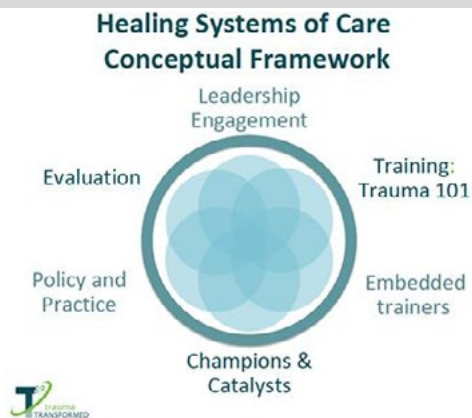 Healing Systems of Care
Conceptual Framework
Leadership
Engagement
Training:
Trauma 101
Embedded
trainers
Champions &
Catalysts
Policy and
Practice
Evaluation
trauma
TRANSFORMED